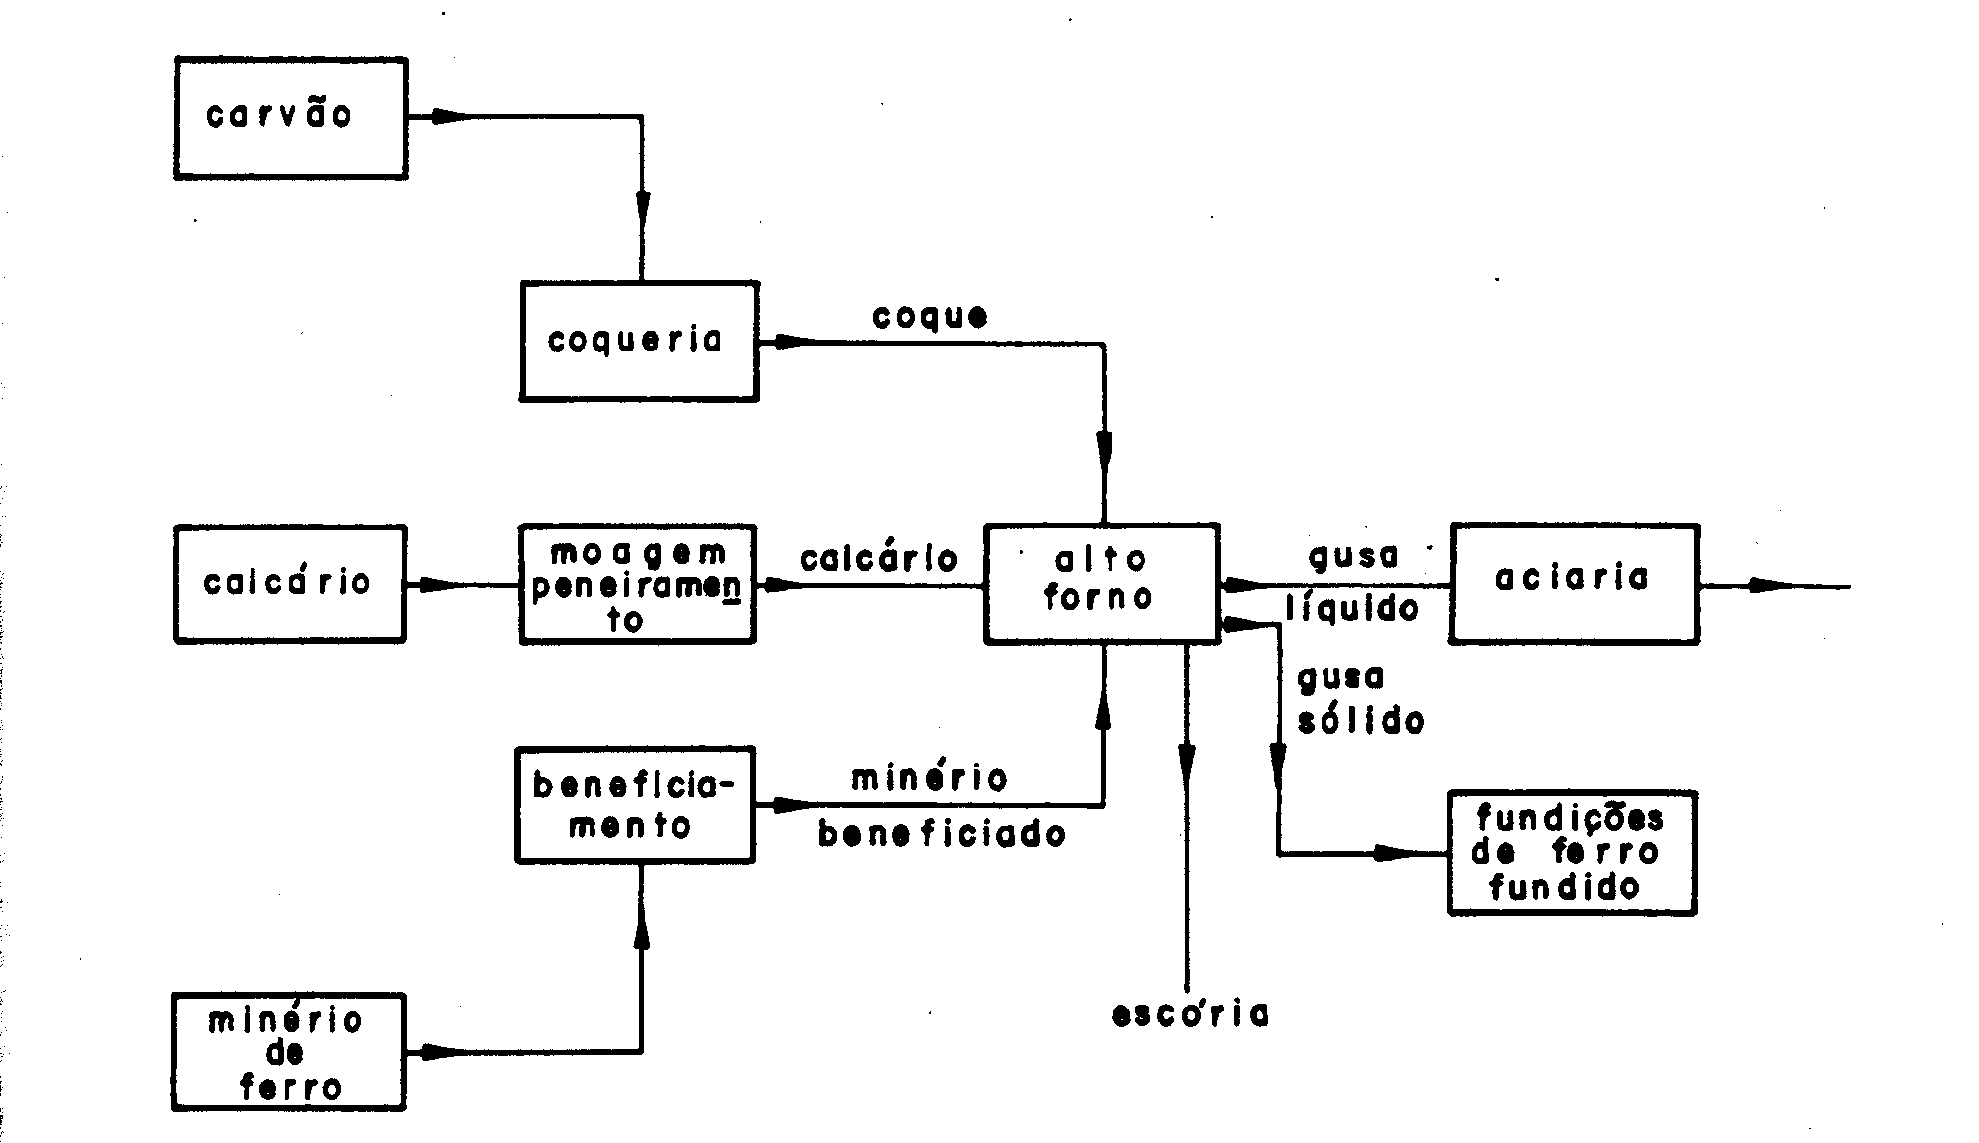 carvão
coqueria
coque
calcário
moagem
peneiramen
to
calcário
alto
forno
gusa
líquido
aciaria
gusa
sólido
beneficia-
mento
minério
beneficiado
fundições
de ferro
fundido
minério
de
ferro
escória